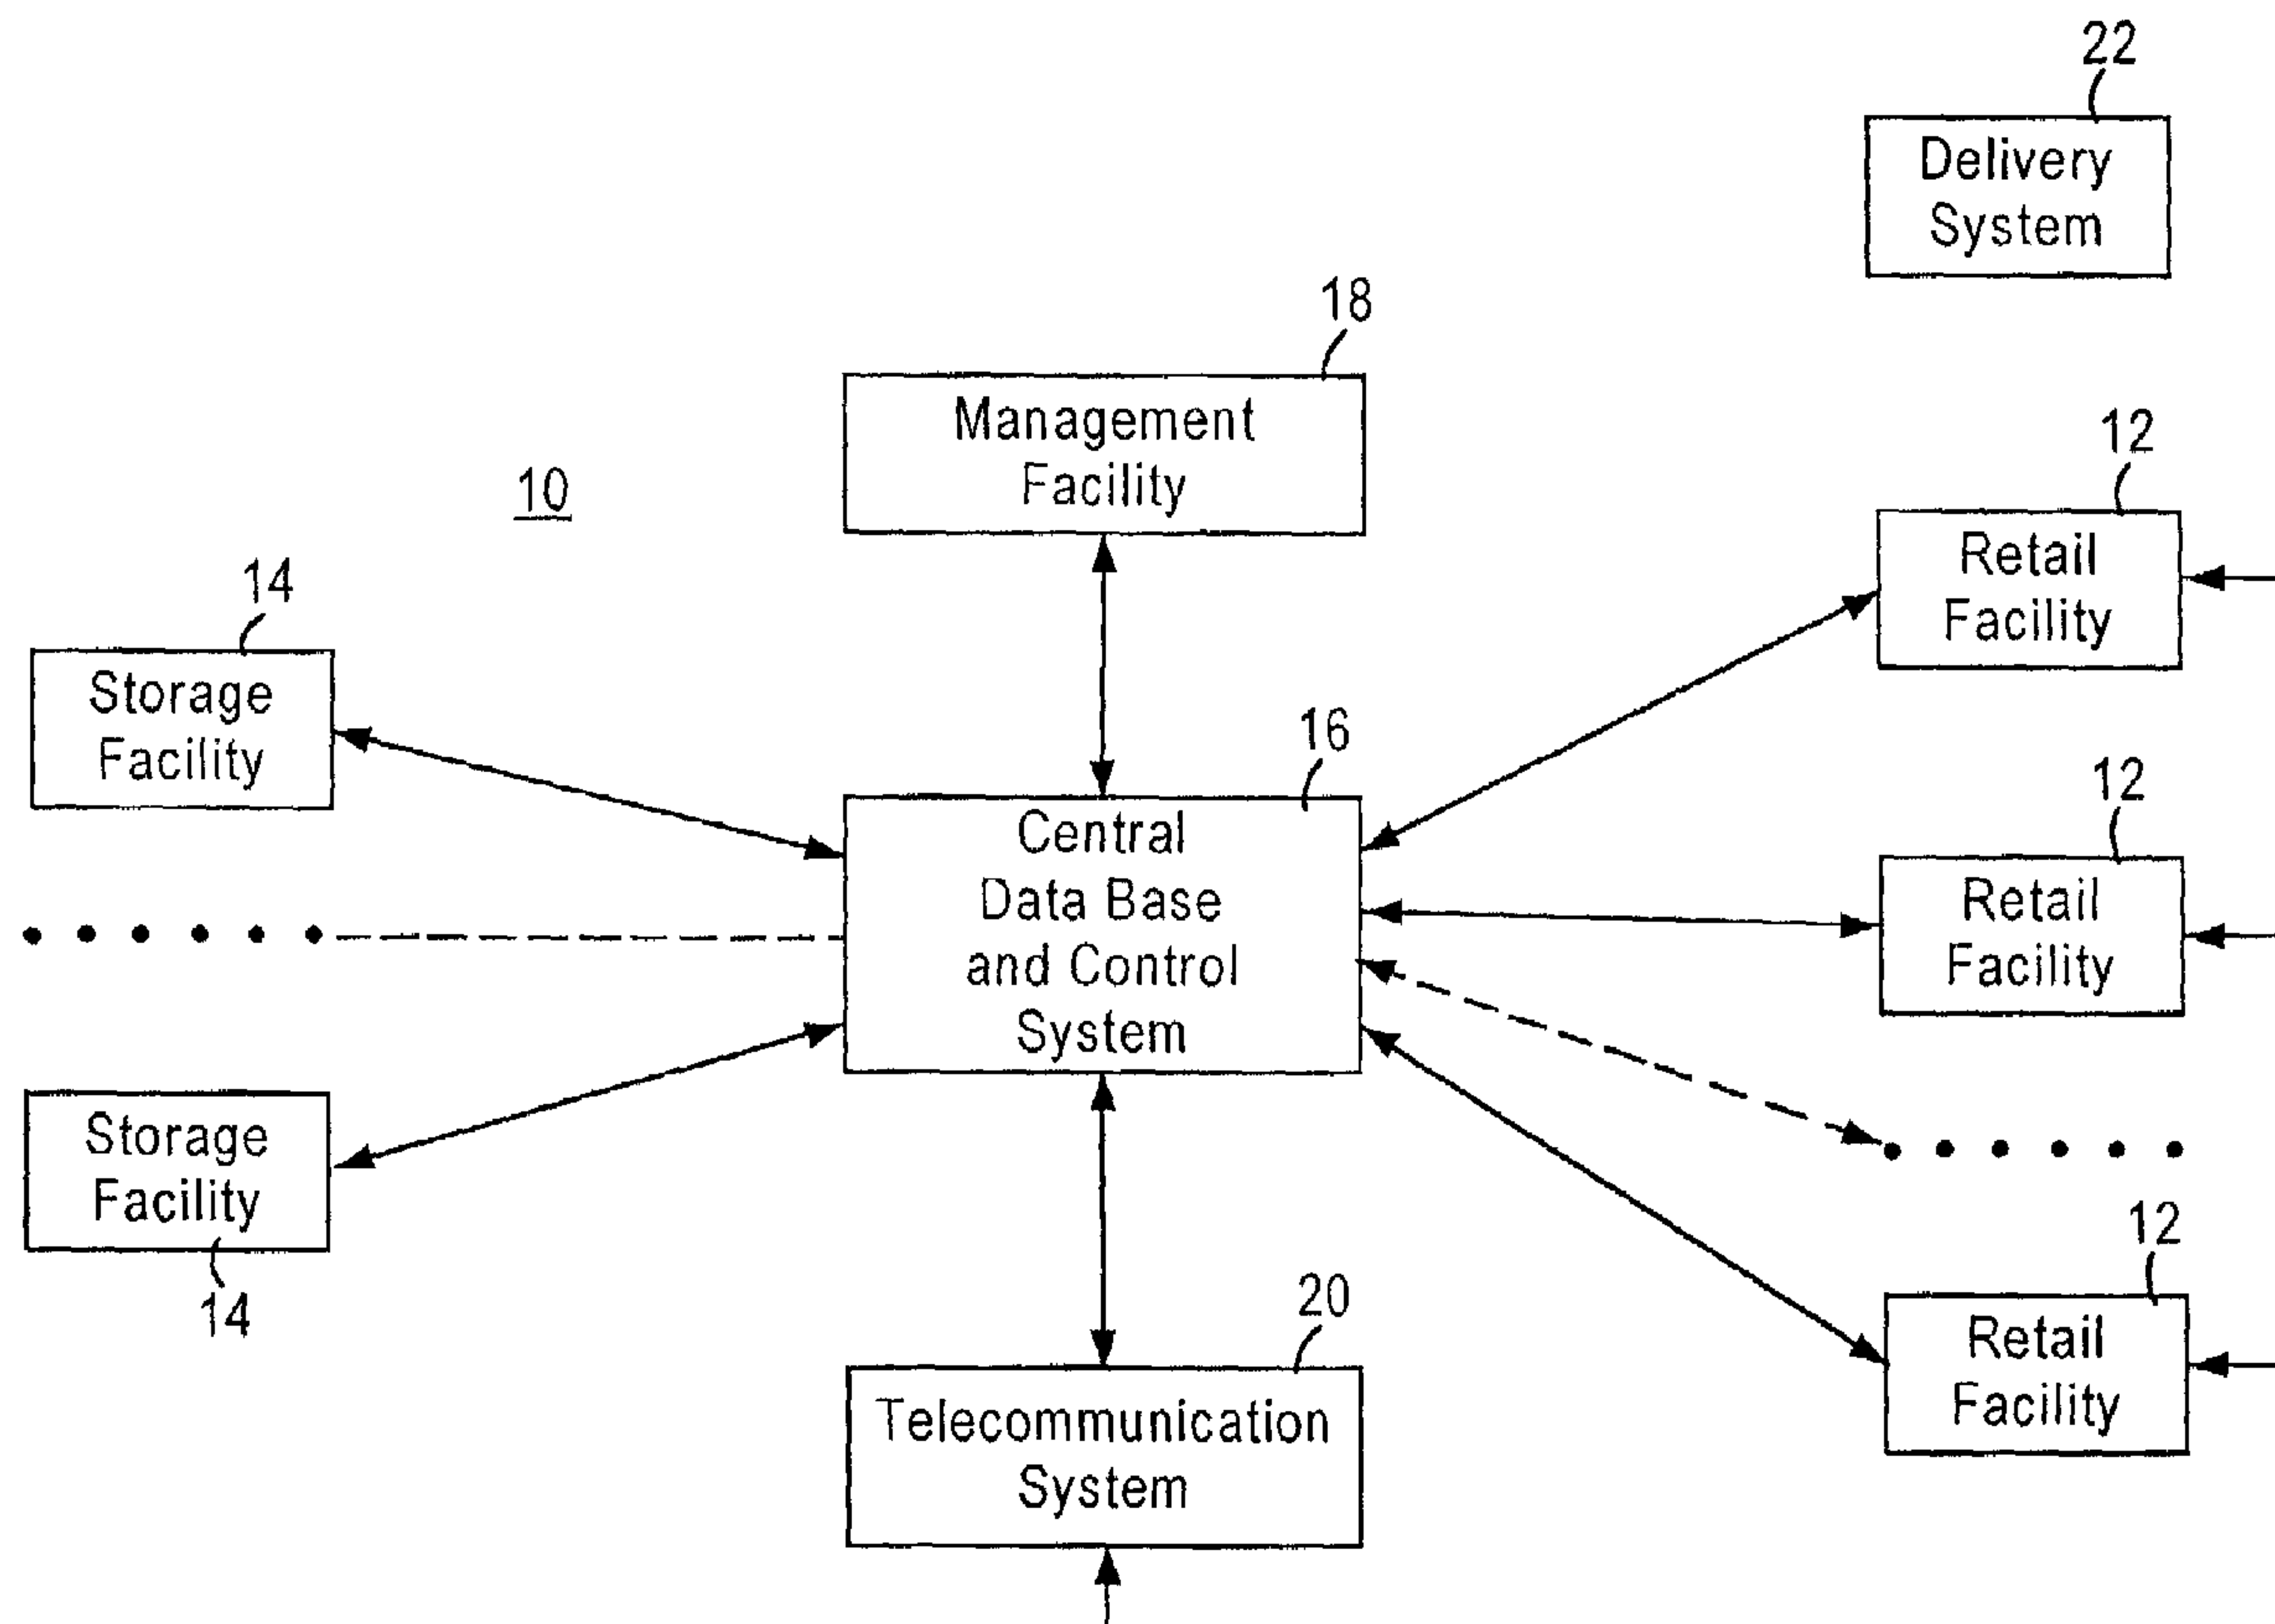 22
Delivery
System
18
Management
Facility
10
12
Retail
Facility
14
Storage
Facility
16
Central
Data Base
and Control
System
12
Retail
Facility
Storage
Facility
14
12
Retail
Facility
20
Telecommunication
System